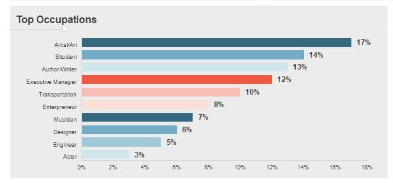 Top Occupations
Artist/Art 17%
Student 14%
Author/Writer 13%
Executive Manager 12%
Transportation 10%
Enterpreneur 8%
Musician 7%
Designer 6%
Engineer 5%
Actor 3%
0% 2% 4% 6% 8% 10% 12% 14% 16% 18%